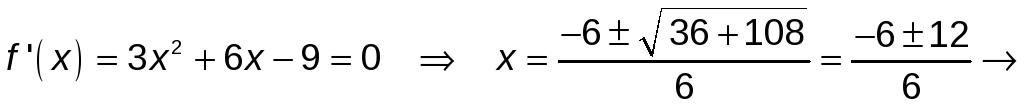 f'(x) = 3x² + 6x − 9 = 0 ⇒ x = (−6 ± √(36 + 108))/6 = (−6 ± 12)/6 →